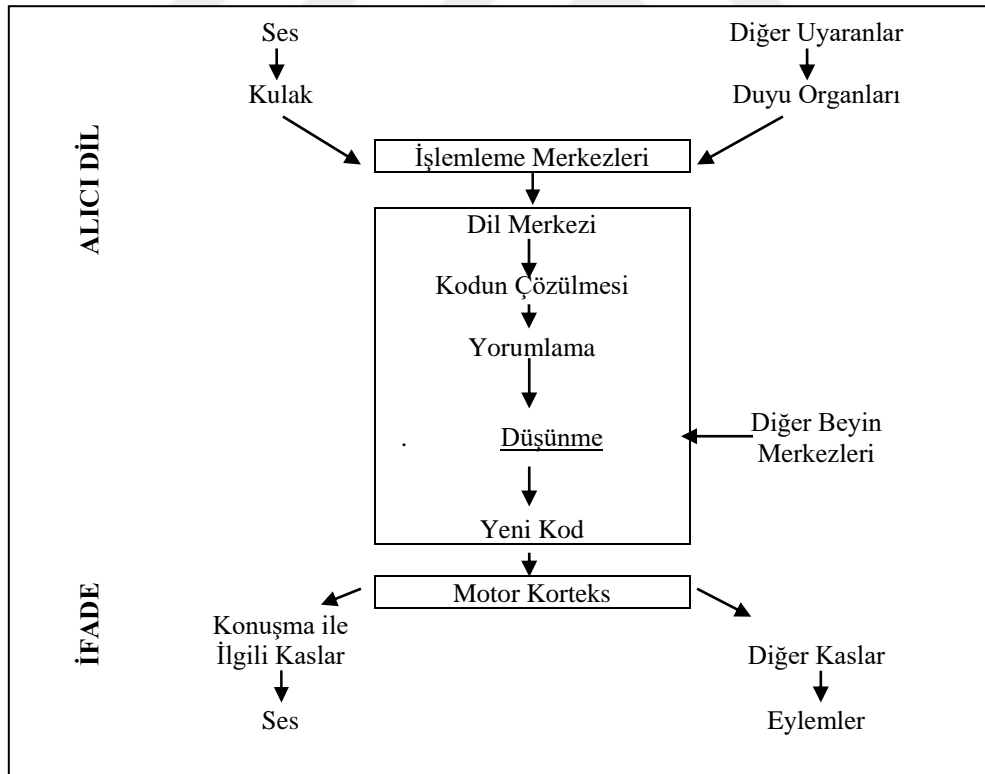 Ses
Diğer Uyaranlar
Kulak
Duyu Organları
ALICI DİL
İşlemleme Merkezleri
Dil Merkezi
Kodun Çözülmesi
Yorumlama
. Düşünme
Diğer Beyin
Merkezleri
Yeni Kod
İFADE
Motor Korteks
Konuşma ile
İlgili Kaslar
Diğer Kaslar
Ses
Eylemler